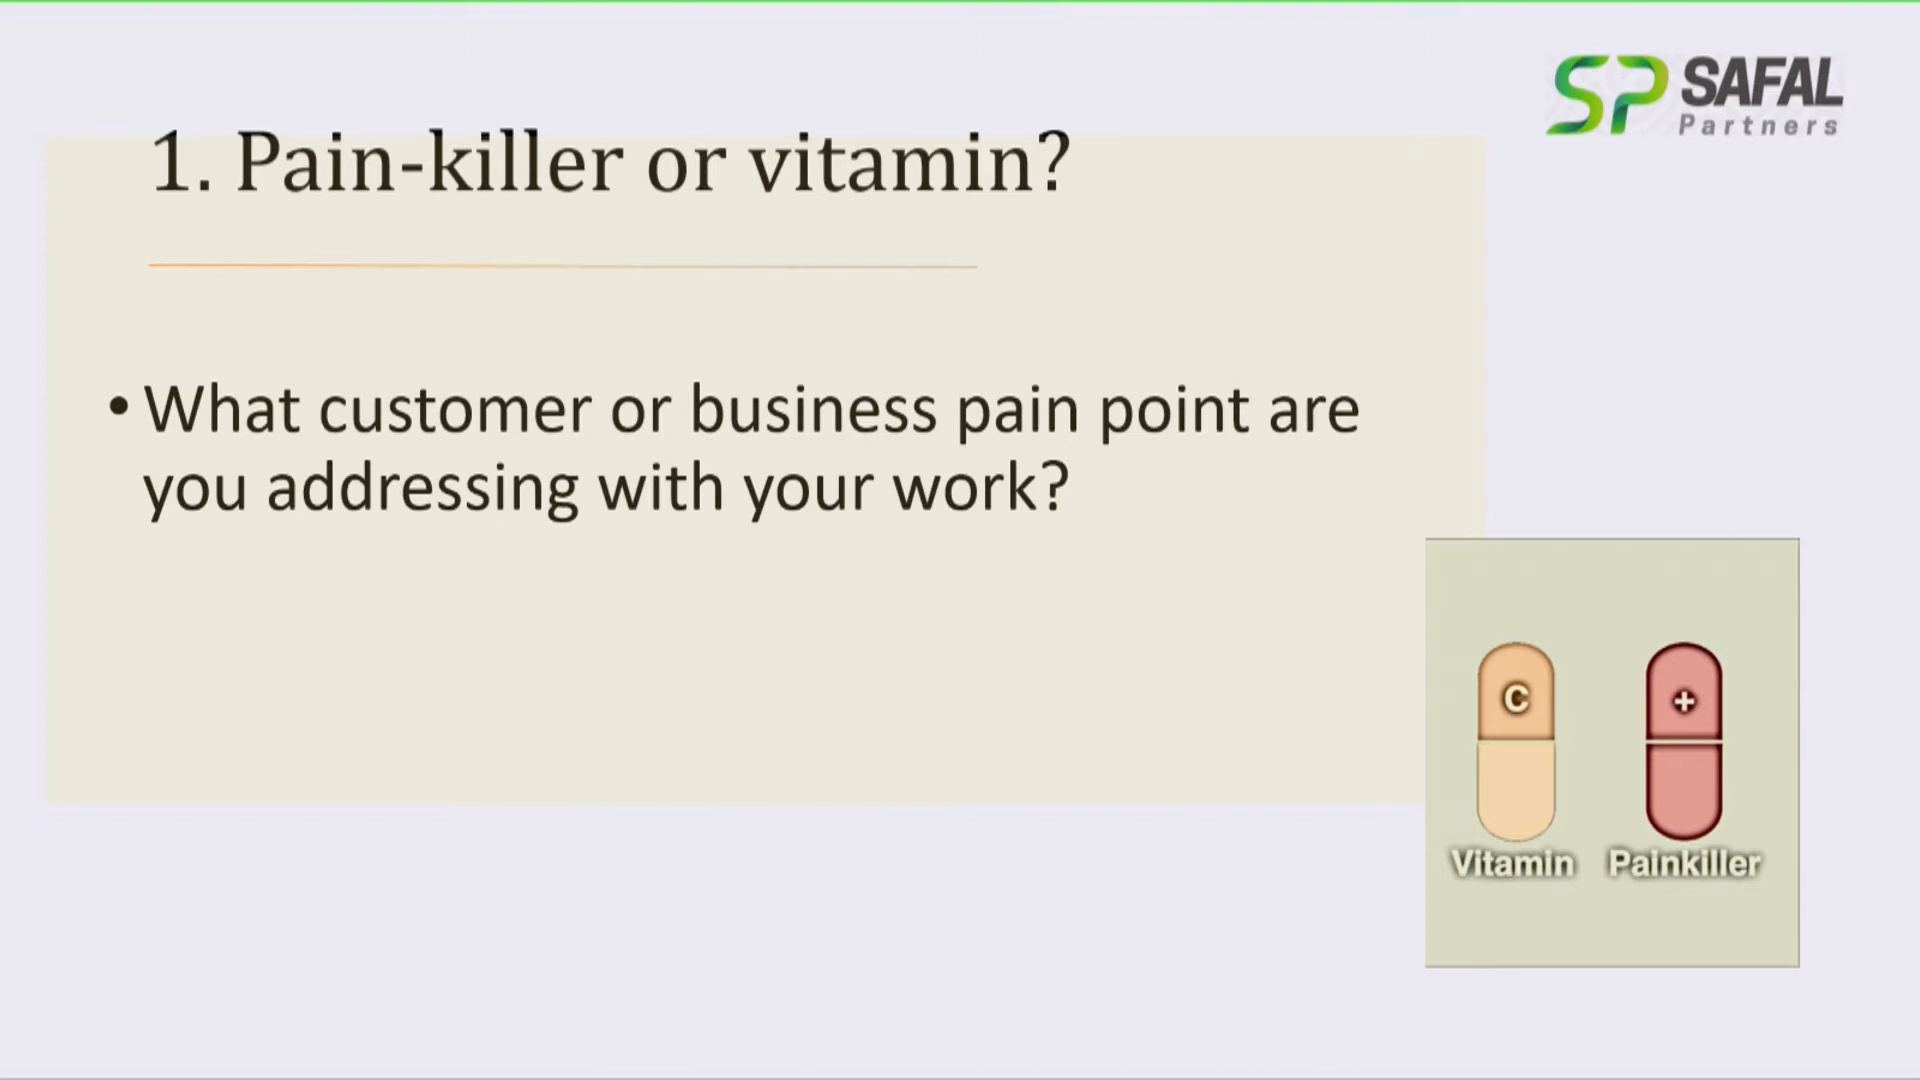 SP SAFAL
Partners
1. Pain-killer or vitamin?
• What customer or business pain point are
you addressing with your work?
C
+
Vitamin Painkiller